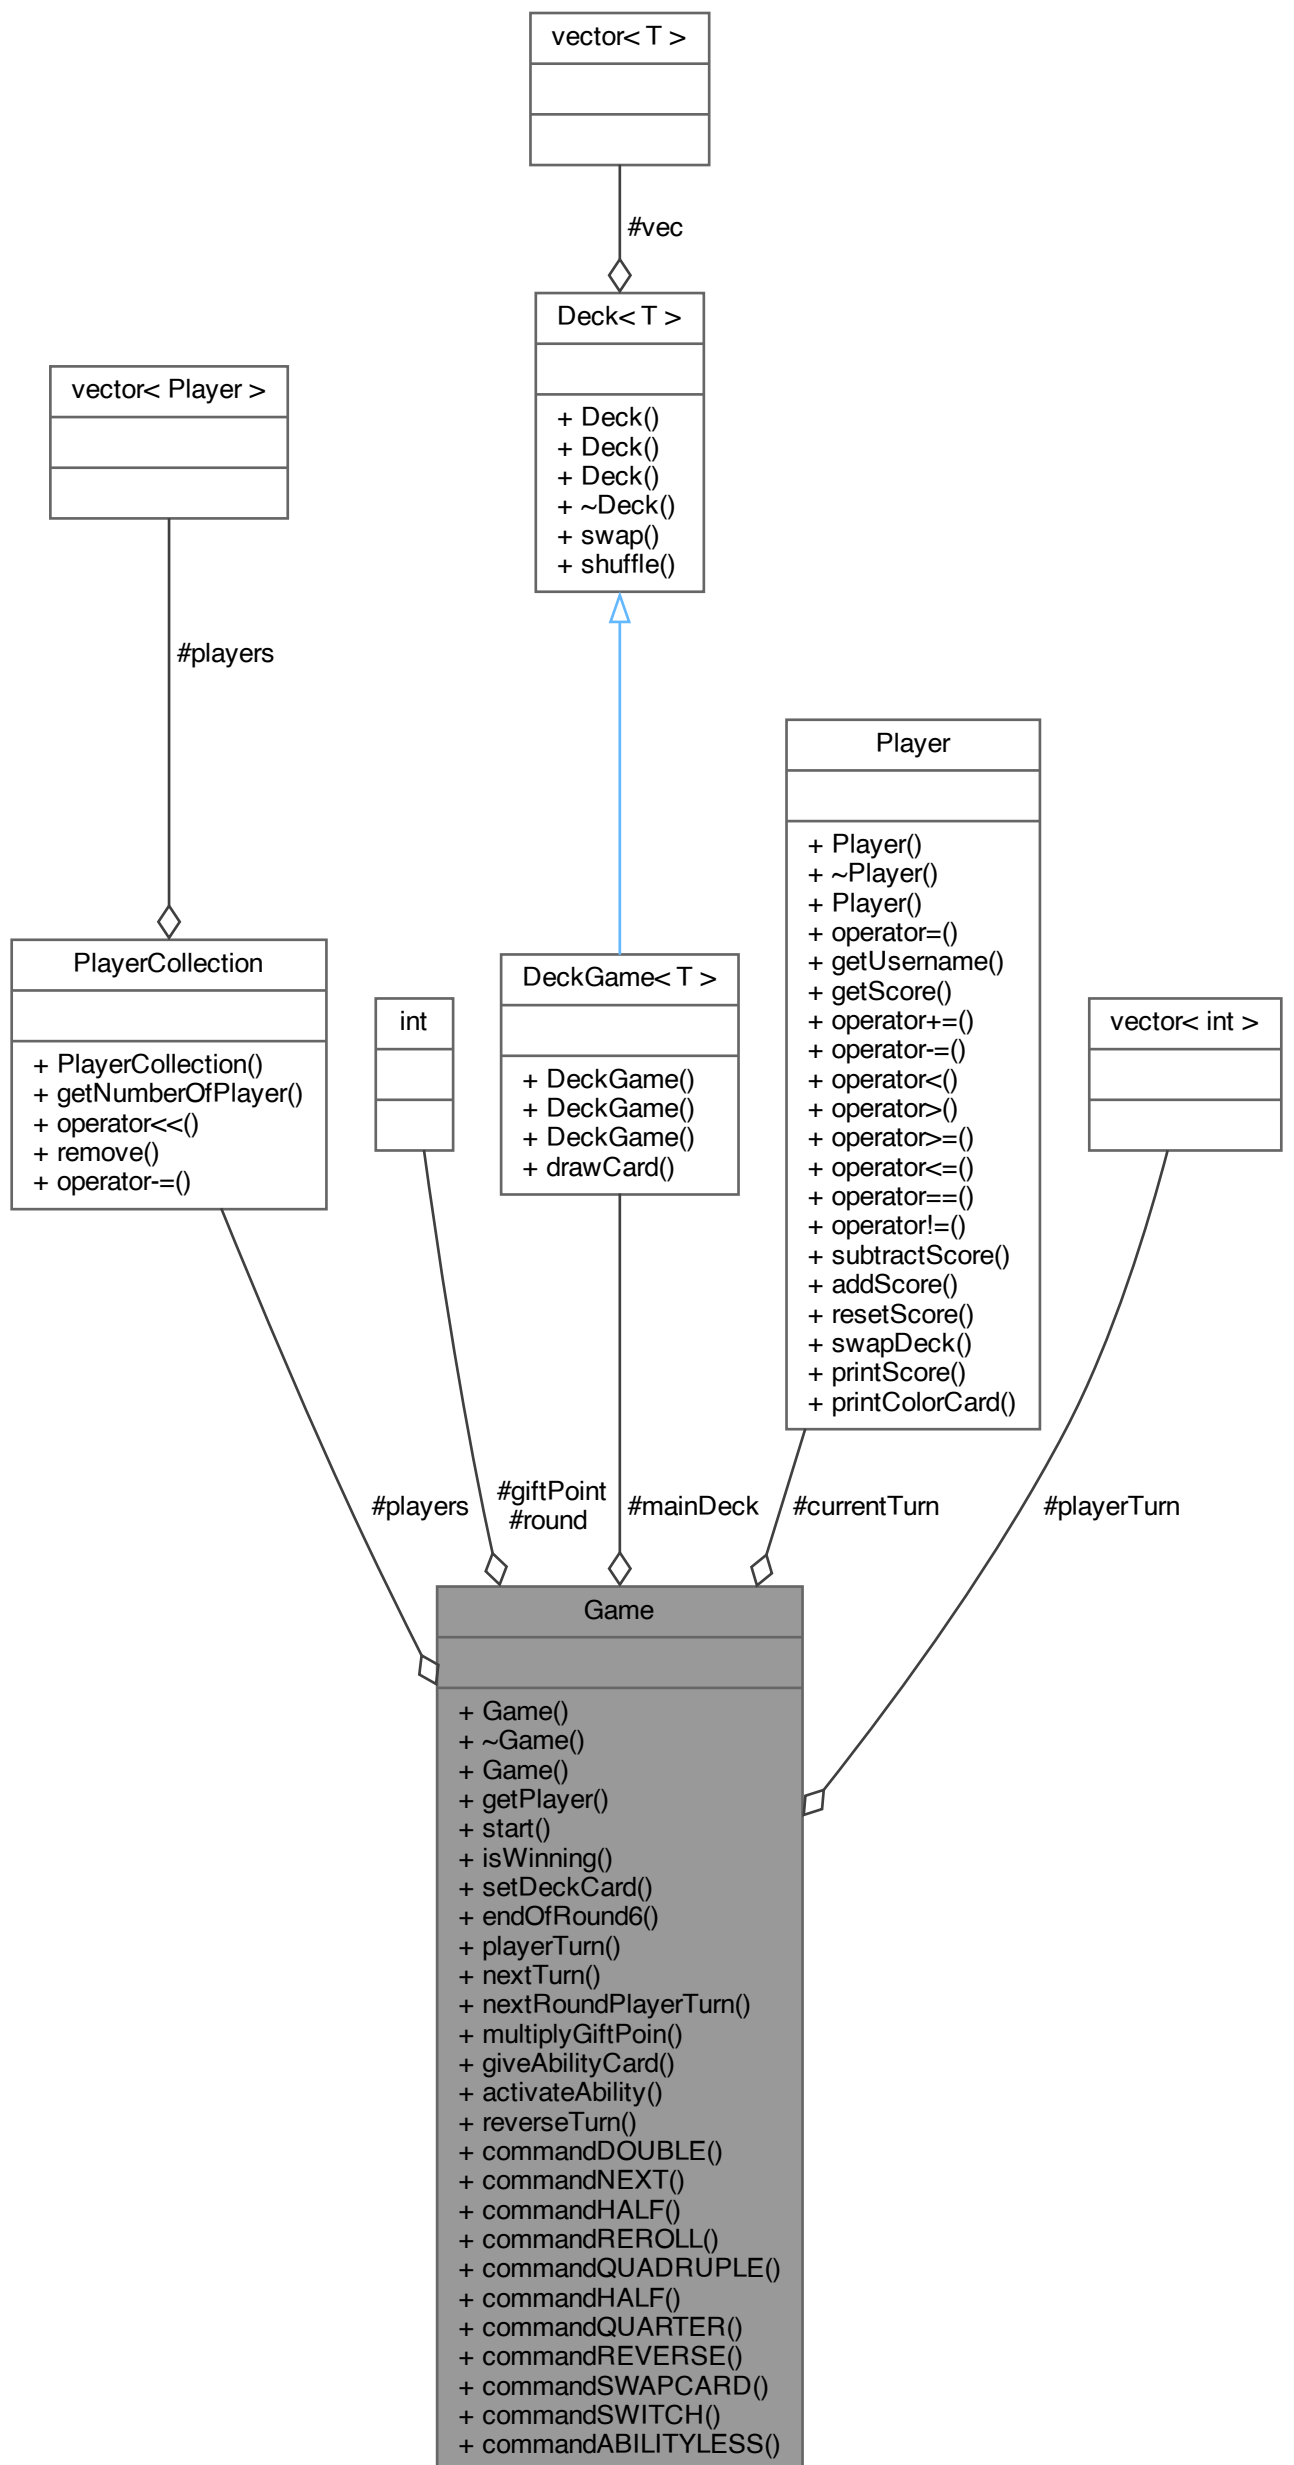 vector< T >
#vec
Deck< T >
+ Deck()
+ Deck()
+ Deck()
+ ~Deck()
+ swap()
+ shuffle()
vector< Player >
#players
PlayerCollection
+ PlayerCollection()
+ getNumberOfPlayer()
+ operator<<()
+ remove()
+ operator-=()
int
DeckGame< T >
+ DeckGame()
+ DeckGame()
+ DeckGame()
+ drawCard()
Player
+ Player()
+ ~Player()
+ Player()
+ operator=()
+ getUsername()
+ getScore()
+ operator+=()
+ operator-=()
+ operator<()
+ operator>()
+ operator>=()
+ operator<=()
+ operator==()
+ operator!=()
+ subtractScore()
+ addScore()
+ resetScore()
+ swapDeck()
+ printScore()
+ printColorCard()
vector< int >
#players
#giftPoint
#round
#mainDeck
#currentTurn
#playerTurn
Game
+ Game()
+ ~Game()
+ Game()
+ getPlayer()
+ start()
+ isWinning()
+ setDeckCard()
+ endOfRound6()
+ playerTurn()
+ nextTurn()
+ nextRoundPlayerTurn()
+ multiplyGiftPoin()
+ giveAbilityCard()
+ activateAbility()
+ reverseTurn()
+ commandDOUBLE()
+ commandNEXT()
+ commandHALF()
+ commandREROLL()
+ commandQUADRUPLE()
+ commandHALF()
+ commandQUARTER()
+ commandREVERSE()
+ commandSWAPCARD()
+ commandSWITCH()
+ commandABILITYLESS()